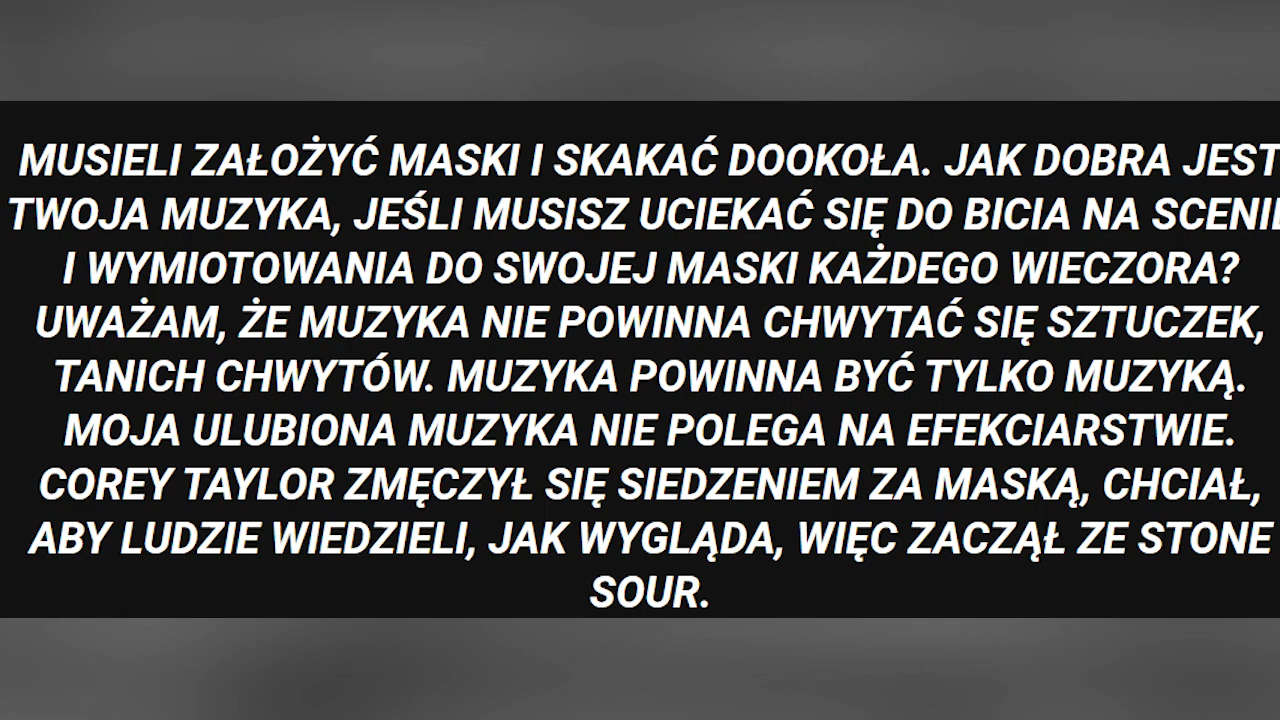 MUSIELI ZAŁOŻYĆ MASKI I SKAKAĆ DOOKOŁA. JAK DOBRA JEST
TWOJA MUZYKA, JEŚLI MUSISZ UCIEKAĆ SIĘ DO BICIA NA SCENIE
I WYMIOTOWANIA DO SWOJEJ MASKI KAŻDEGO WIECZORA?
UWAŻAM, ŻE MUZYKA NIE POWINNA CHWYTAĆ SIĘ SZTUCZEK,
TANICH CHWYTÓW. MUZYKA POWINNA BYĆ TYLKO MUZYKĄ.
MOJA ULUBIONA MUZYKA NIE POLEGA NA EFEKCIARSTWIE.
COREY TAYLOR ZMĘCZYŁ SIĘ SIEDZENIEM ZA MASKĄ, CHCIAŁ,
ABY LUDZIE WIEDZIELI, JAK WYGLĄDA, WIĘC ZACZĄŁ ZE STONE
SOUR.